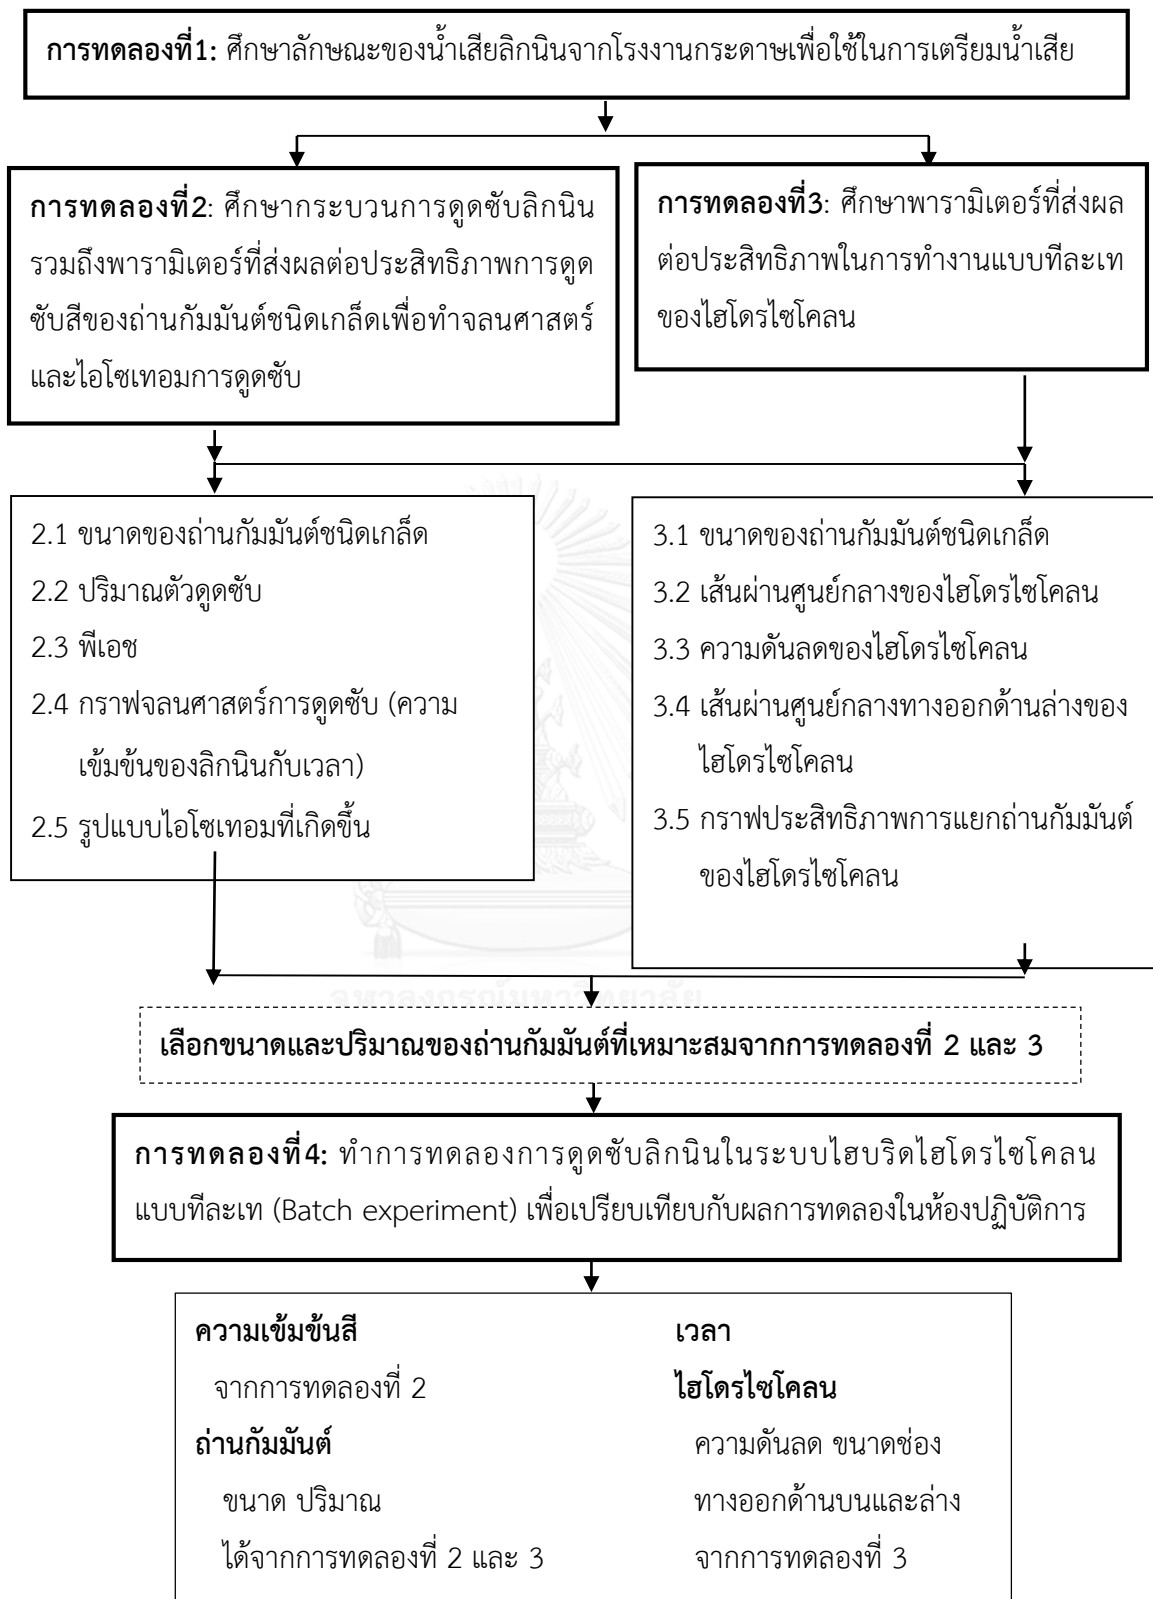 การทดลองที่1: ศึกษาลักษณะของน้ำเสียลิกนินจากโรงงานกระดาษเพื่อใช้ในการเตรียมน้ำเสีย
การทดลองที่2: ศึกษากระบวนการดูดซับลิกนิน
รวมถึงพารามิเตอร์ที่ส่งผลต่อประสิทธิภาพการดูด
ซับสีของถ่านกัมมันต์ชนิดเกล็ดเพื่อทำจลนศาสตร์
และไอโซเทอมการดูดซับ
การทดลองที่3: ศึกษาพารามิเตอร์ที่ส่งผล
ต่อประสิทธิภาพในการทำงานแบบทีละเท
ของไฮโดรไซโคลน
2.1 ขนาดของถ่านกัมมันต์ชนิดเกล็ด
2.2 ปริมาณตัวดูดซับ
2.3 พีเอช
2.4 กราฟจลนศาสตร์การดูดซับ (ความ
เข้มข้นของลิกนินกับเวลา)
2.5 รูปแบบไอโซเทอมที่เกิดขึ้น
3.1 ขนาดของถ่านกัมมันต์ชนิดเกล็ด
3.2 เส้นผ่านศูนย์กลางของไฮโดรไซโคลน
3.3 ความดันลดของไฮโดรไซโคลน
3.4 เส้นผ่านศูนย์กลางทางออกด้านล่างของ
ไฮโดรไซโคลน
3.5 กราฟประสิทธิภาพการแยกถ่านกัมมันต์
ของไฮโดรไซโคลน
จุฬาลงกรณ์มหาวิทยาลัย
เลือกขนาดและปริมาณของถ่านกัมมันต์ที่เหมาะสมจากการทดลองที่ 2 และ 3
การทดลองที่4: ทำการทดลองการดูดซับลิกนินในระบบไฮบริดไฮโดรไซโคลน
แบบทีละเท (Batch experiment) เพื่อเปรียบเทียบกับผลการทดลองในห้องปฏิบัติการ
ความเข้มข้นสี
จากการทดลองที่ 2
ถ่านกัมมันต์
ขนาด ปริมาณ
ได้จากการทดลองที่ 2 และ 3
เวลา
ไฮโดรไซโคลน
ความดันลด ขนาดช่อง
ทางออกด้านบนและล่าง
จากการทดลองที่ 3